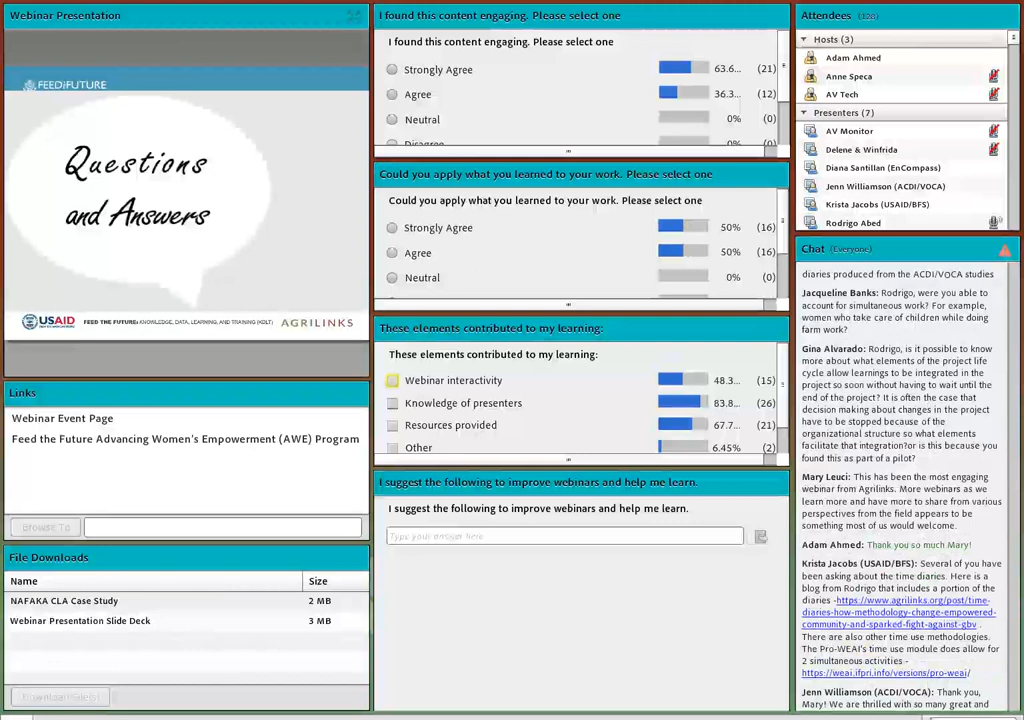 Webinar Presentation
FEED FUTURE
Questions
and Answers
USAID
FEED THE FUTURE: KNOWLEDGE, DATA, LEARNING, AND TRAINING (KDLT)
AGRILINKS
Links
Webinar Event Page
Feed the Future Advancing Women's Empowerment (AWE) Program
Browse To
File Downloads
Name Size
NAFAKA CLA Case Study 2 MB
Webinar Presentation Slide Deck 3 MB
Download File(s)
I found this content engaging. Please select one
I found this content engaging. Please select one
Strongly Agree 63.6... (21)
Agree 36.3... (12)
Neutral 0% (0)
Disagree 0% (0)
Could you apply what you learned to your work. Please select one
Could you apply what you learned to your work. Please select one
Strongly Agree 50% (16)
Agree 50% (16)
Neutral 0% (0)
These elements contributed to my learning:
These elements contributed to my learning:
Webinar interactivity 48.3... (15)
Knowledge of presenters 83.8... (26)
Resources provided 67.7... (21)
Other 6.45% (2)
I suggest the following to improve webinars and help me learn.
I suggest the following to improve webinars and help me learn.
Type your answer here.
Attendees (128)
Hosts (3)
Adam Ahmed
Anne Speca
AV Tech
Presenters (7)
AV Monitor
Delene & Winfrida
Diana Santillan (EnCompass)
Jenn Williamson (ACDI/VOCA)
Krista Jacobs (USAID/BFS)
Rodrigo Abed
Chat (Everyone)
diaries produced from the ACDI/VOCA studies
Jacqueline Banks: Rodrigo, were you able to
account for simultaneous work? For example,
women who take care of children while doing
farm work?
Gina Alvarado: Rodrigo, is it possible to know
more about what elements of the project life
cycle allow learnings to be integrated in the
project so soon without having to wait until the
end of the project? It is often the case that
decision making about changes in the project
have to be stopped because of the
organizational structure so what elements
facilitate that integration?or is this because you
found this as part of a pilot?
Mary Leuci: This has been the most engaging
webinar from Agrilinks. More webinars as we
learn more and have more to share from various
perspectives from the field appears to be
something most of us would welcome.
Adam Ahmed: Thank you so much Mary!
Krista Jacobs (USAID/BFS): Several of you have
been asking about the time diaries. Here is a
blog from Rodrigo that includes a portion of the
diaries -https://www.agrilinks.org/post/time-
diaries-how-methodology-change-empowered-
community-and-sparked-fight-against-gbv .
There are also other time use methodologies.
The Pro-WEAI's time use module does allow for
2 simultaneous activities -
https://weai.ifpri.info/versions/pro-weai/
Jenn Williamson (ACDI/VOCA): Thank you,
Mary! We are thrilled with so many great and